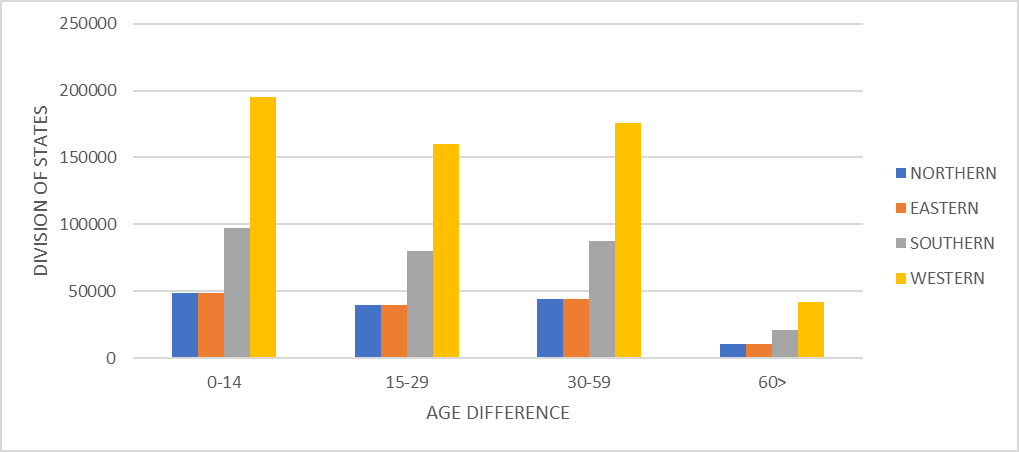 250000
200000
150000
100000
50000
0
DIVISION OF STATES
0-14 15-29 30-59 60>
AGE DIFFERENCE
NORTHERN
EASTERN
SOUTHERN
WESTERN